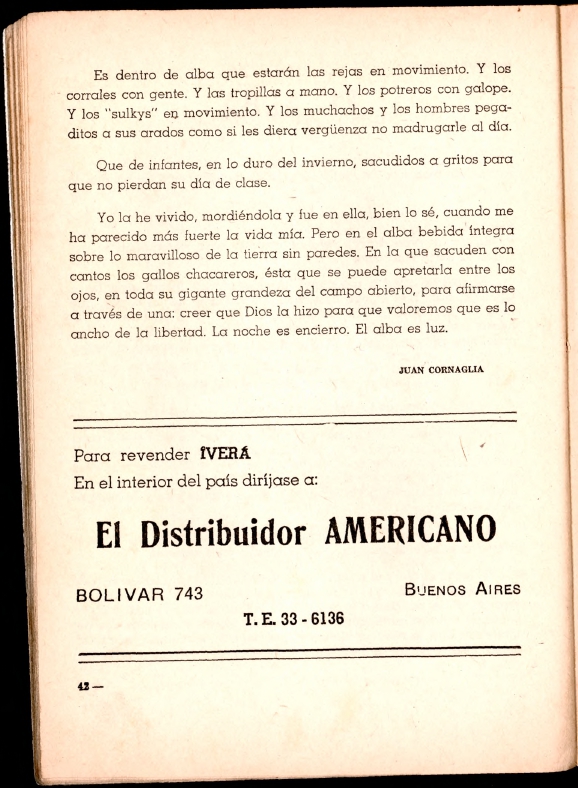 Es dentro de alba que estarán las rejas en movimiento. Y los
corrales con gente. Y las tropillas a mano. Y los potreros con galope.
Y los "sulkys" en movimiento. Y los muchachos y los hombres pega-
ditos a sus arados como si les diera vergüenza no madrugarle al día.
Que de infantes, en lo duro del invierno, sacudidos a gritos para
que no pierdan su día de clase.
Yo la he vivido, mordiéndola y fue en ella, bien lo sé, cuando me
ha parecido más fuerte la vida mía. Pero en el alba bebida íntegra
sobre lo maravilloso de la tierra sin paredes. En la que sacuden con
cantos los gallos chacareros, ésta que se puede apretarla entre los
ojos, en toda su gigante grandeza del campo abierto, para afirmarse
a través de una: creer que Dios la hizo para que valoremos que es lo
ancho de la libertad. La noche es encierro. El alba es luz.
JUAN CORNAGLIA
Para revender ÍVERÁ
En el interior del país diríjase a:
El Distribuidor AMERICANO
BOLIVAR 743 BUENOS AIRES
T. E. 33 - 6136
42 —